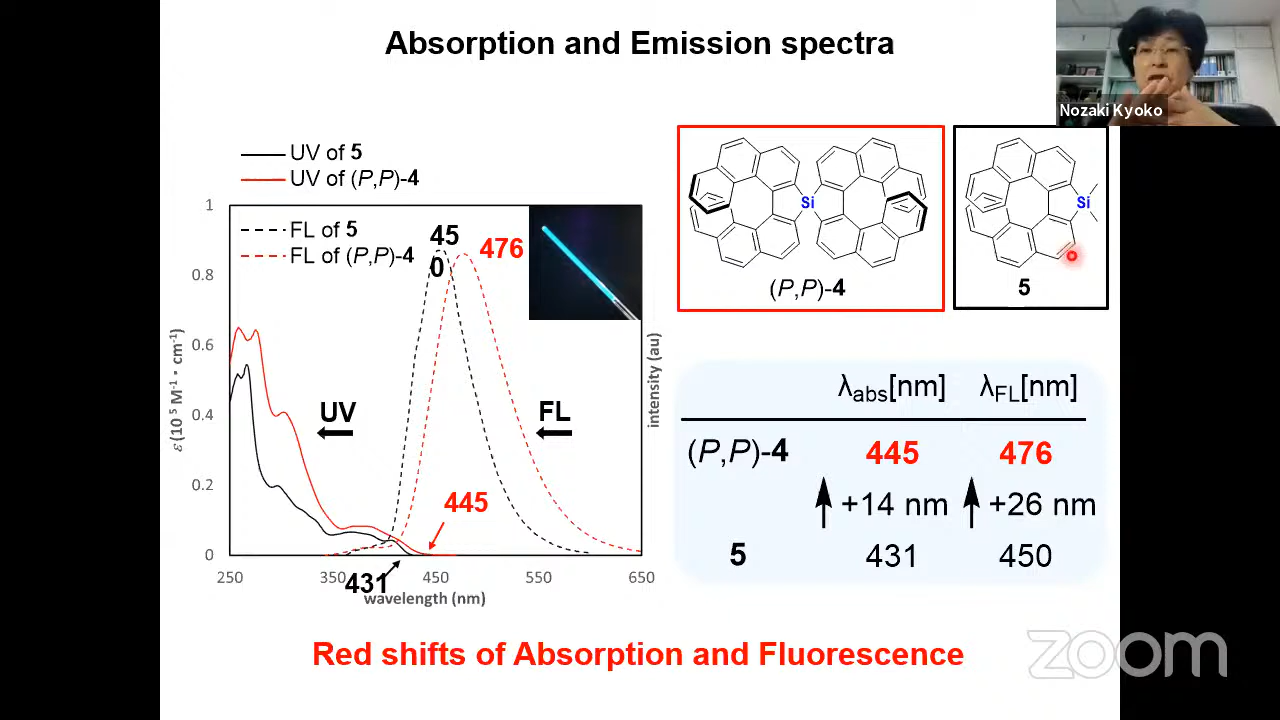 Absorption and Emission spectra
Nozaki Kyoko
UV of 5
UV of (P,P)-4
FL of 5
FL of (P,P)-4
1
0.8
0.6
0.4
0.2
0
ε (10⁵ M⁻¹ • cm⁻¹)
450
476
UV
FL
445
431
250
350
450
550
650
wavelength (nm)
intensity (au)
Si
(P,P)-4
Si
5
λabs[nm] λFL[nm]
(P,P)-4 445 476
+14 nm +26 nm
5 431 450
Red shifts of Absorption and Fluorescence
zoom